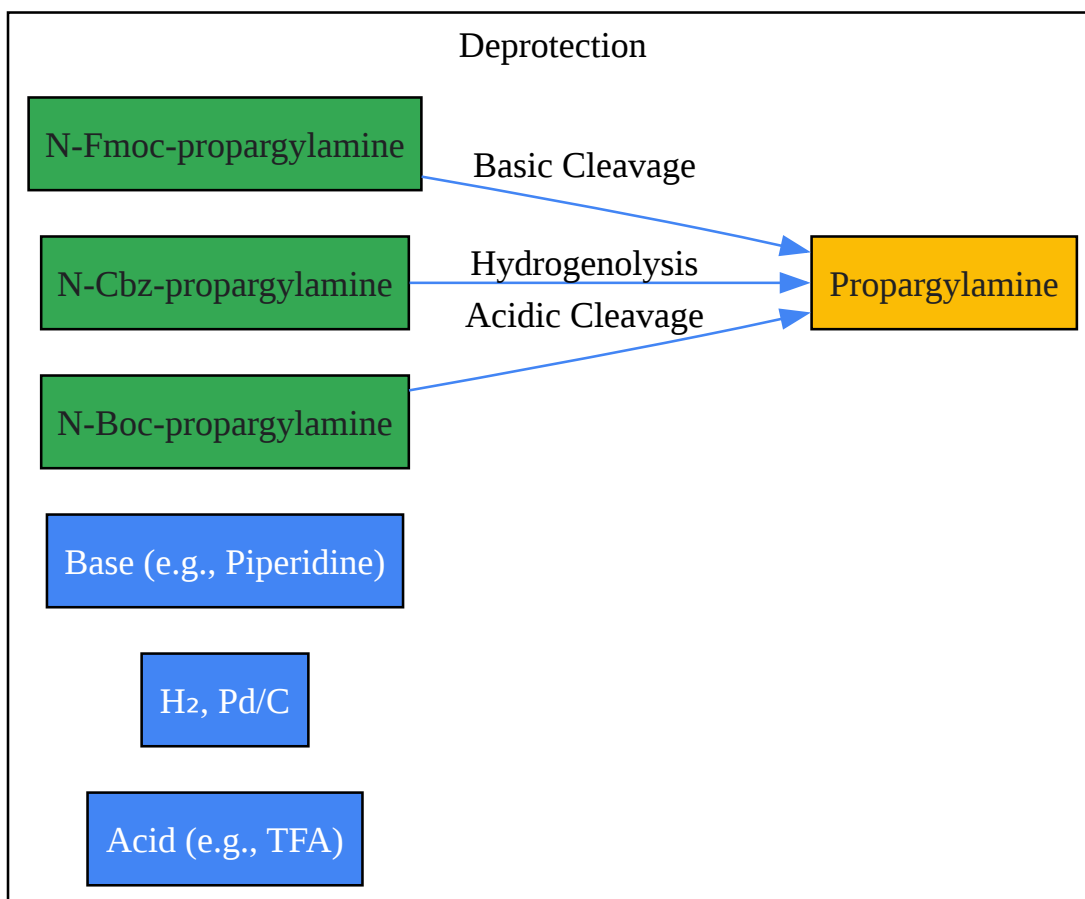 Deprotection
N-Fmoc-propargylamine
Basic Cleavage
N-Cbz-propargylamine
Hydrogenolysis
Propargylamine
Acidic Cleavage
N-Boc-propargylamine
Base (e.g., Piperidine)
H₂, Pd/C
Acid (e.g., TFA)